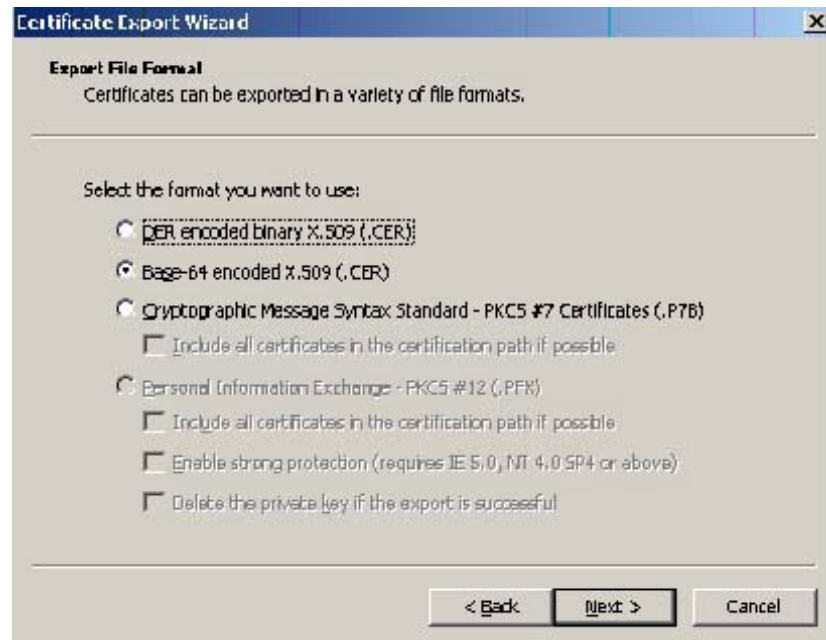 Certificate Export Wizard
Export File Format
Certificates can be exported in a variety of file formats.
Select the format you want to use:
DER encoded binary X.509 (.CER)
Base-64 encoded X.509 (.CER)
Cryptographic Message Syntax Standard - PKCS #7 Certificates (.P7B)
Include all certificates in the certification path if possible
Personal Information Exchange - PKCS #12 (.PFX)
Include all certificates in the certification path if possible
Enable strong protection (requires IE 5.0, NT 4.0 SP4 or above)
Delete the private key if the export is successful
< Back Next > Cancel